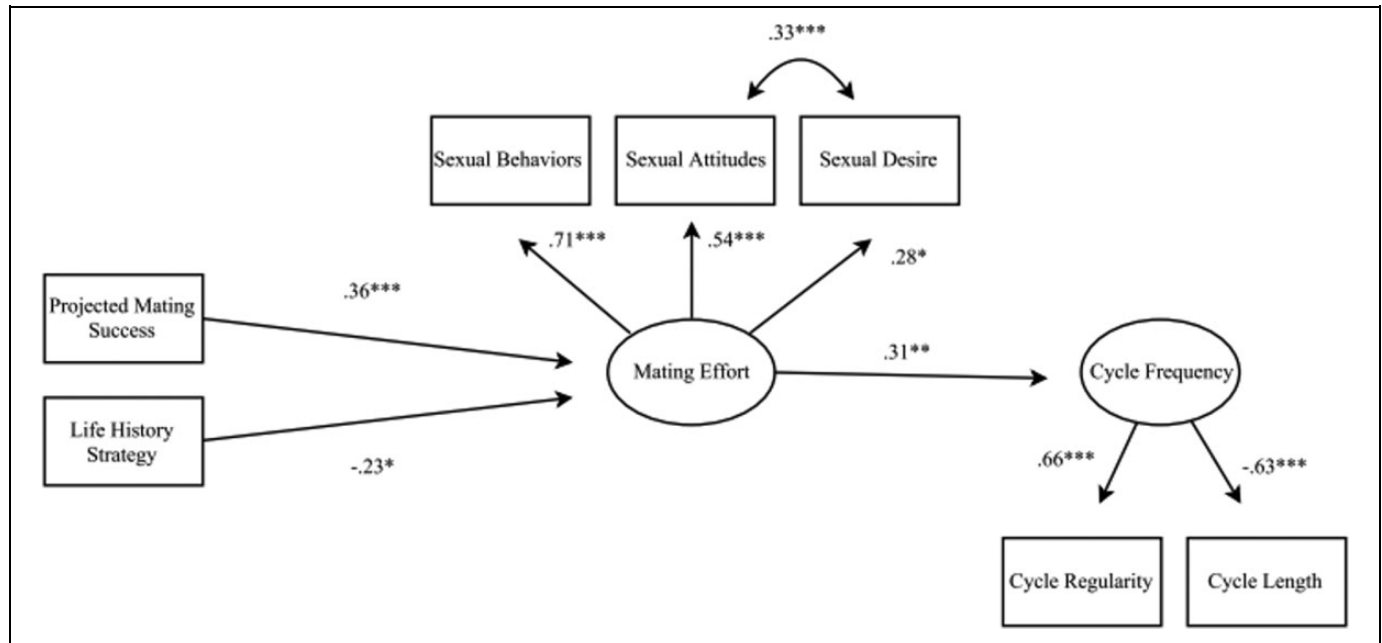 .33***
Sexual Behaviors
Sexual Attitudes
Sexual Desire
.71***
.54***
.28*
Projected Mating
Success
.36***
Life History
Strategy
-.23*
Mating Effort
.31**
Cycle Frequency
.66***
-.63***
Cycle Regularity
Cycle Length